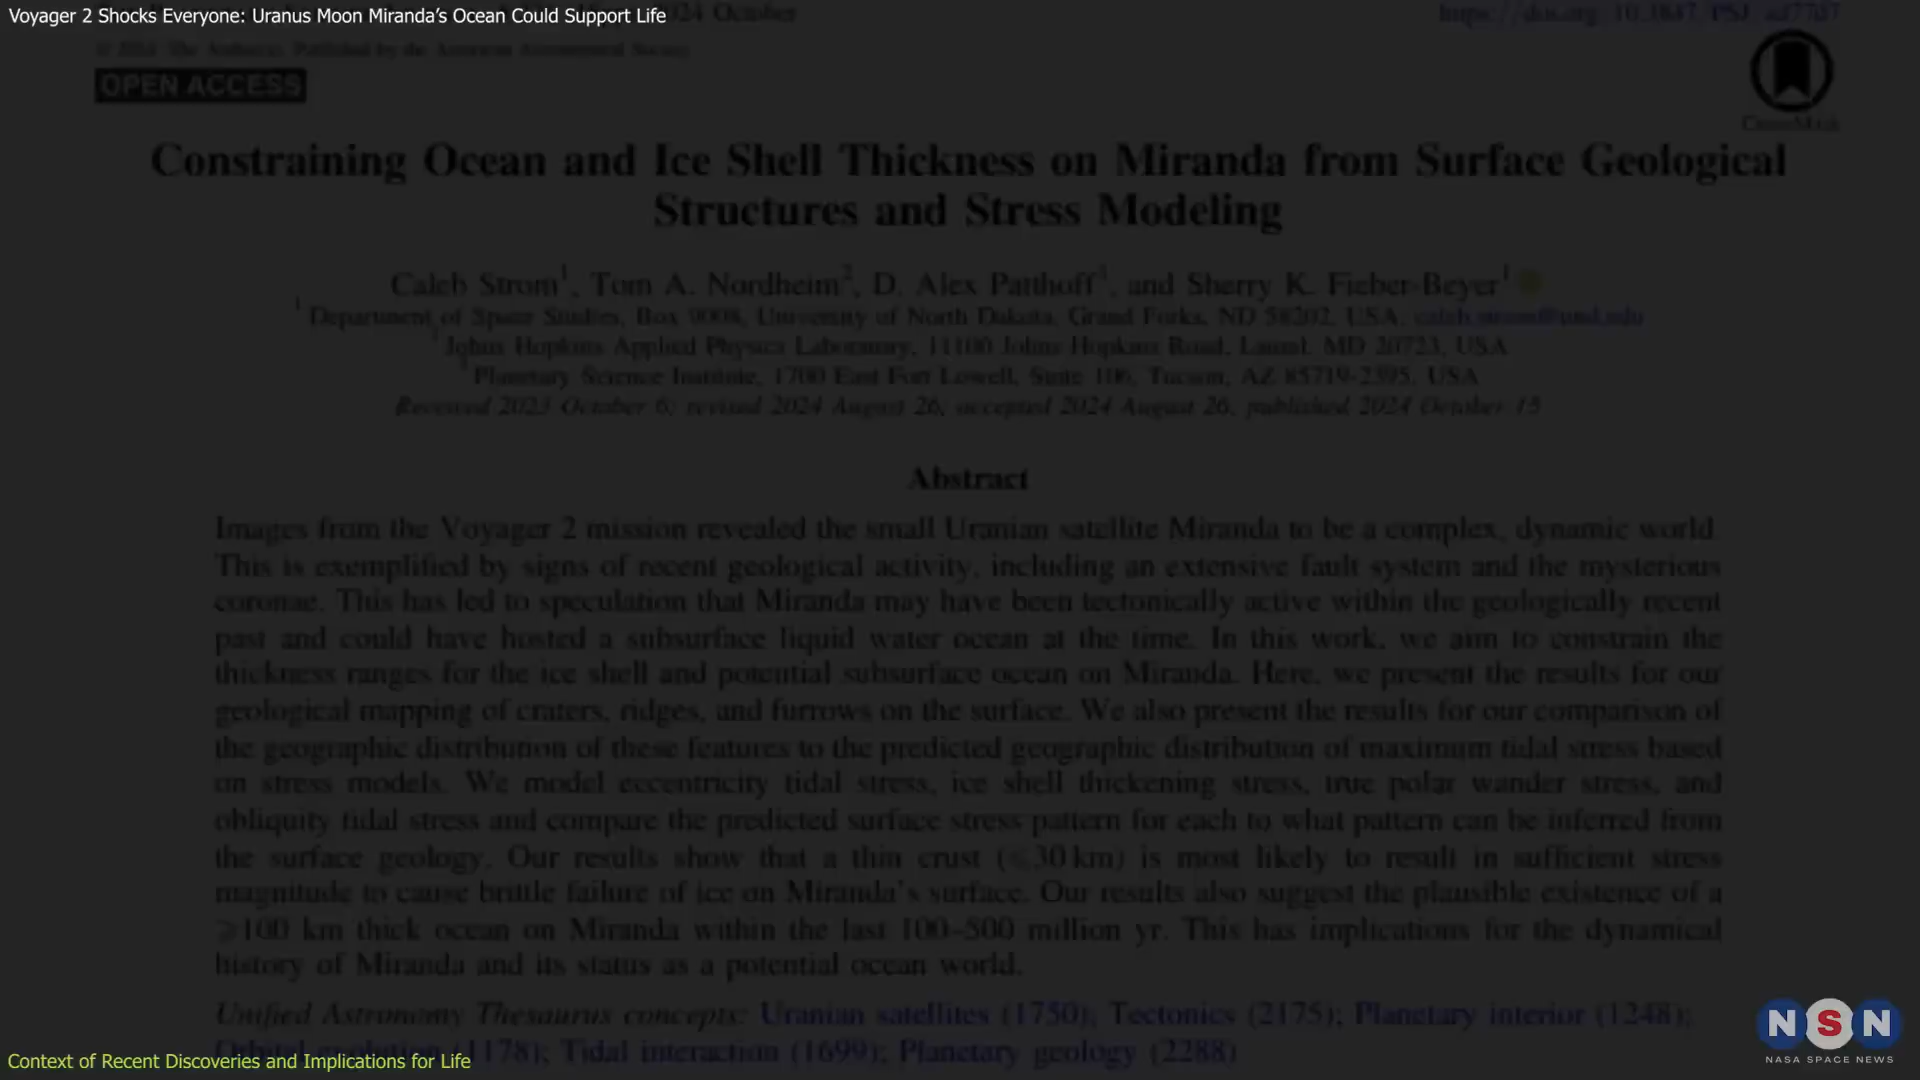 Voyager 2 Shocks Everyone: Uranus Moon Miranda’s Ocean Could Support Life
2024 October
© 2024. The Author(s). Published by the American Astronomical Society.
OPEN ACCESS
CrossMark
Constraining Ocean and Ice Shell Thickness on Miranda from Surface Geological
Structures and Stress Modeling
Caleb Strom1, Tom A. Nordheim2, D. Alex Patthoff3, and Sherry K. Fieber-Beyer1
1 Department of Space Studies, Box 9008, University of North Dakota, Grand Forks, ND 58202, USA; caleb.strom@und.edu
2 Johns Hopkins Applied Physics Laboratory, 11100 Johns Hopkins Road, Laurel, MD 20723, USA
3 Planetary Science Institute, 1700 East Fort Lowell, Suite 106, Tucson, AZ 85719-2395, USA
Received 2023 October 6; revised 2024 August 26; accepted 2024 August 26; published 2024 October 15
Abstract
Images from the Voyager 2 mission revealed the small Uranian satellite Miranda to be a complex, dynamic world.
This is exemplified by signs of recent geological activity, including an extensive fault system and the mysterious
coronae. This has led to speculation that Miranda may have been tectonically active within the geologically recent
past and could have hosted a subsurface liquid water ocean at the time. In this work, we aim to constrain the
thickness ranges for the ice shell and potential subsurface ocean on Miranda. Here, we present the results for our
geological mapping of craters, ridges, and furrows on the surface. We also present the results for our comparison of
the geographic distribution of these features to the predicted geographic distribution of maximum tidal stress based
on stress models. We model eccentricity tidal stress, ice shell thickening stress, true polar wander stress, and
obliquity tidal stress and compare the predicted surface stress pattern for each to what pattern can be inferred from
the surface geology. Our results show that a thin crust (⩽30 km) is most likely to result in sufficient stress
magnitude to cause brittle failure of ice on Miranda’s surface. Our results also suggest the plausible existence of a
⩾100 km thick ocean on Miranda within the last 100–500 million yr. This has implications for the dynamical
history of Miranda and its status as a potential ocean world.
Unified Astronomy Thesaurus concepts: Uranian satellites (1750); Tectonics (2175); Planetary interior (1248);
Orbital evolution (1178); Tidal interaction (1699); Planetary geology (2288)
Context of Recent Discoveries and Implications for Life
NSN
NASA SPACE NEWS